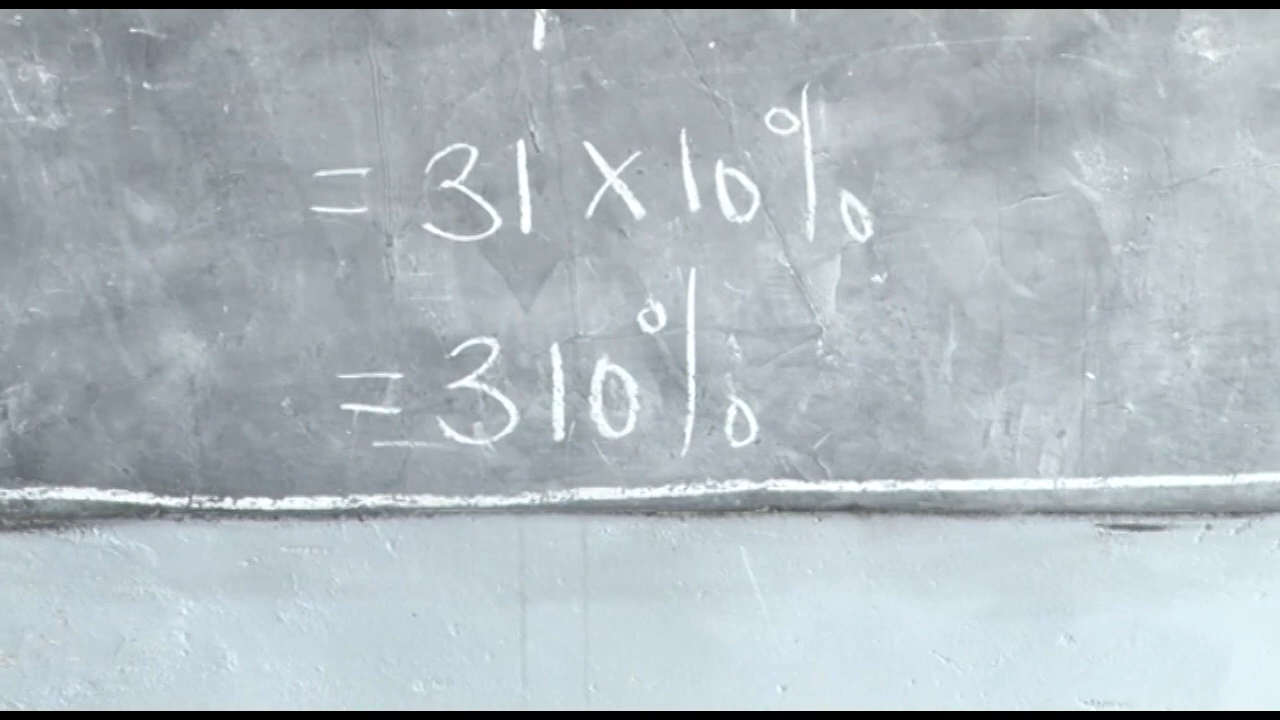 = 31 × 10%
= 310%